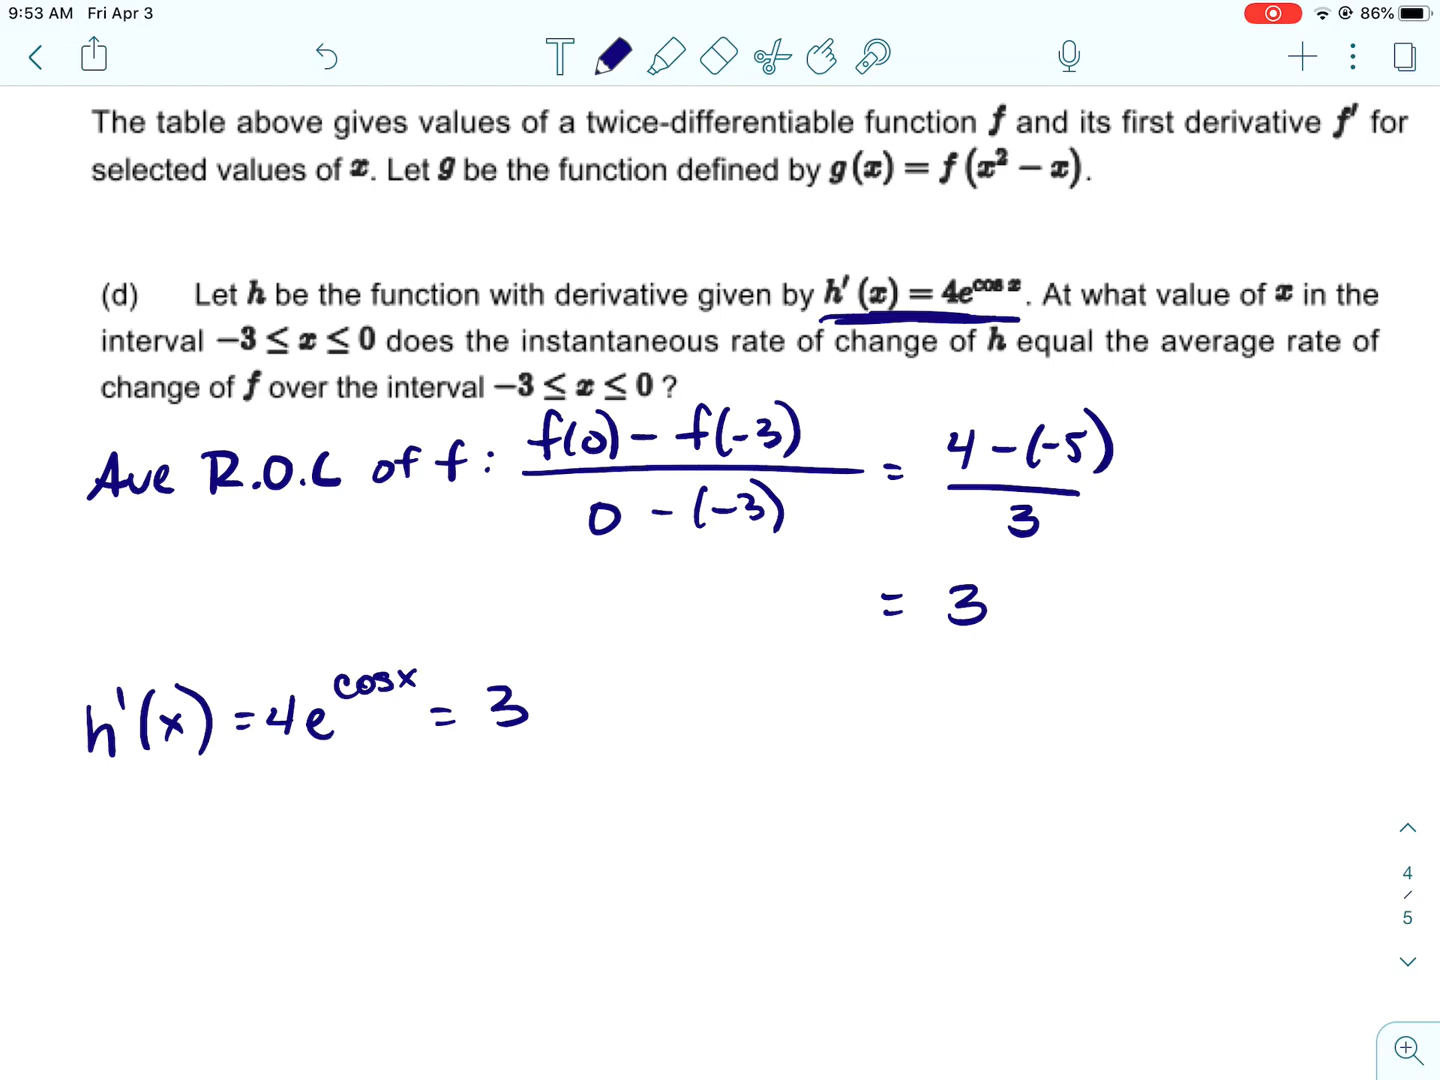 9:53 AM Fri Apr 3 86%
The table above gives values of a twice-differentiable function f and its first derivative f′ for
selected values of x. Let g be the function defined by g(x) = f(x² − x).
(d) Let h be the function with derivative given by h′(x) = 4e^cos x. At what value of x in the
interval −3 ≤ x ≤ 0 does the instantaneous rate of change of h equal the average rate of
change of f over the interval −3 ≤ x ≤ 0 ?
Ave R.O.C of f: f(0) − f(−3) / 0 − (−3) = 4 − (−5) / 3
= 3
h'(x) = 4e^cosx = 3
4
/
5